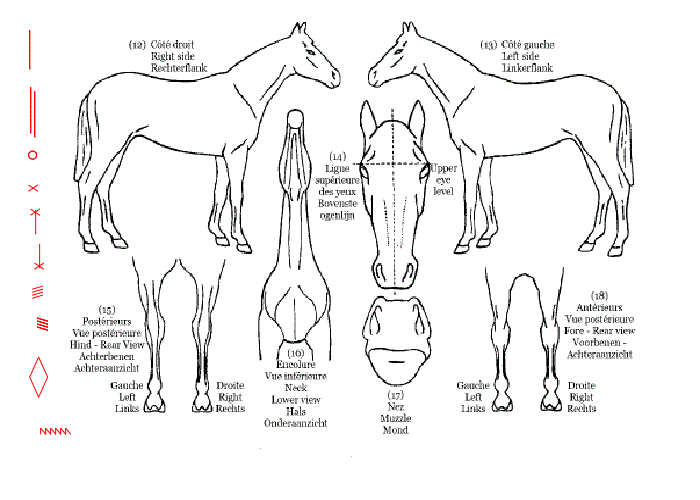 (12) Côté droit
Right side
Rechterflank
(13) Côté gauche
Left side
Linkerflank
(14)
Ligne
supérieure
des yeux
Bovenste
ogenlijn
Upper
eye
level
(15)
Postérieurs
Vue postérieure
Hind - Rear View
Achterbenen
Achteraanzicht
Gauche
Left
Links
Droite
Right
Rechts
(16)
Encolure
Vue inférieure
Neck
Lower view
Hals
Onderaanzicht
(17)
Nez
Muzzle
Mond
(18)
Antérieurs
Vue postérieure
Fore - Rear view
Voorbenen -
Achteraanzicht
Gauche
Left
Links
Droite
Right
Rechts